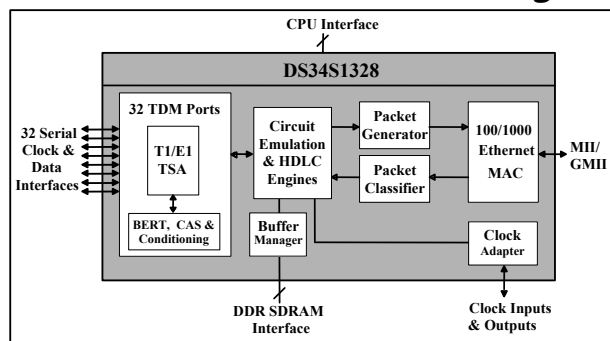 CPU Interface
DS34S1328
32 TDM Ports
32 Serial
Clock &
Data
Interfaces
T1/E1
TSA
BERT, CAS &
Conditioning
Circuit
Emulation
& HDLC
Engines
Buffer
Manager
Packet
Generator
Packet
Classifier
100/1000
Ethernet
MAC
MII/
GMII
Clock
Adapter
DDR SDRAM
Interface
Clock Inputs
& Outputs